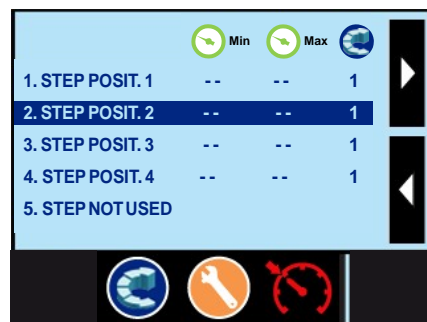 Min Max
1. STEP POSIT. 1 - - - - 1
2. STEP POSIT. 2 - - - - 1
3. STEP POSIT. 3 - - - - 1
4. STEP POSIT. 4 - - - - 1
5. STEP NOT USED